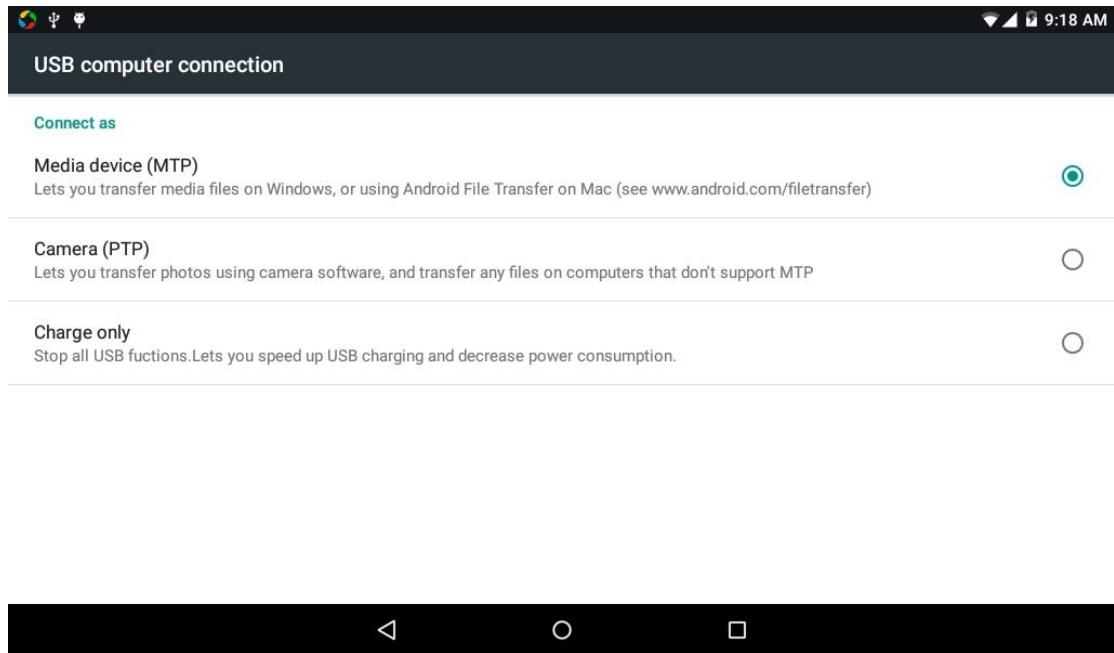 9:18 AM
USB computer connection
Connect as
Media device (MTP)
Lets you transfer media files on Windows, or using Android File Transfer on Mac (see www.android.com/filetransfer)
Camera (PTP)
Lets you transfer photos using camera software, and transfer any files on computers that don't support MTP
Charge only
Stop all USB fuctions.Lets you speed up USB charging and decrease power consumption.